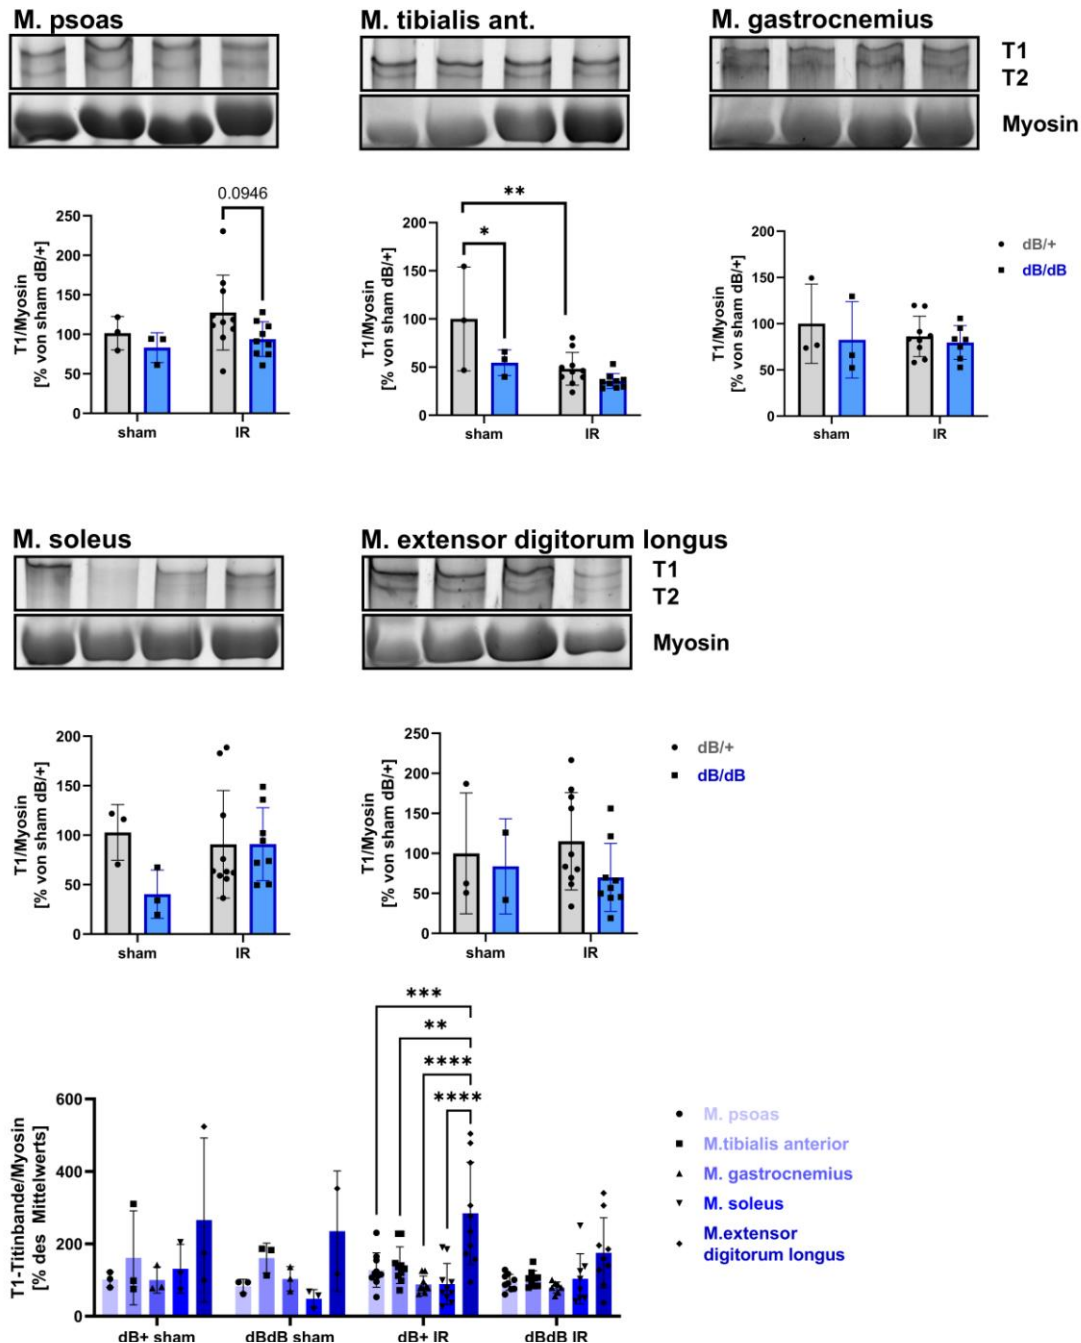 M. psoas
M. tibialis ant.
M. gastrocnemius
T1
T2
Myosin
T1/Myosin
[% von sham dB/+]
250
200
150
100
50
0
0.0946
sham
IR
T1/Myosin
[% von sham dB/+]
200
150
100
50
0
**
*
sham
IR
T1/Myosin
[% von sham dB/+]
200
150
100
50
0
sham
IR
dB/+
dB/dB
M. soleus
M. extensor digitorum longus
T1
T2
Myosin
T1/Myosin
[% von sham dB/+]
200
150
100
50
0
sham
IR
T1/Myosin
[% von sham dB/+]
250
200
150
100
50
0
sham
IR
dB/+
dB/dB
T1-Titinbande/Myosin
[% des Mittelwerts]
600
400
200
0
***
**
****
****
dB+ sham
dBdB sham
dB+ IR
dBdB IR
M. psoas
M.tibialis anterior
M. gastrocnemius
M. soleus
M.extensor
digitorum longus